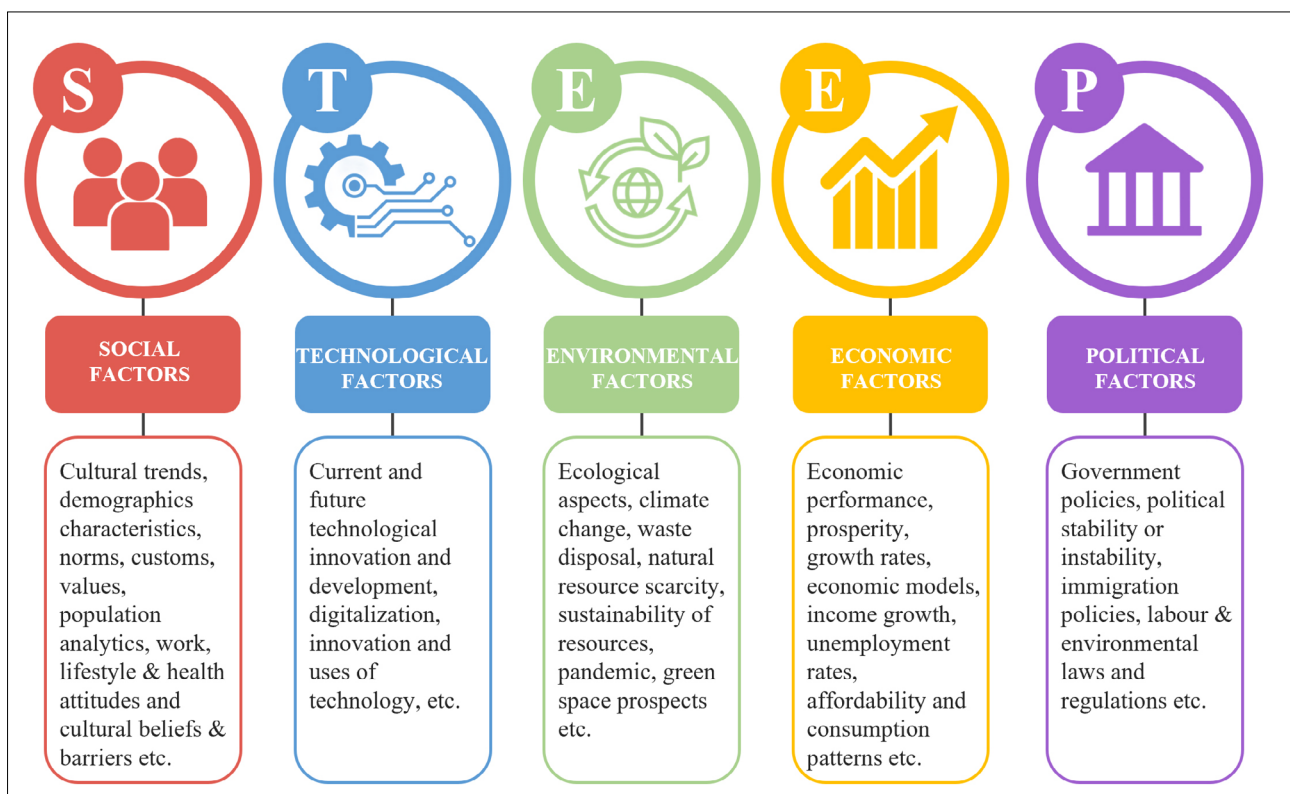 S
T
E
E
P
SOCIAL
FACTORS
TECHNOLOGICAL
FACTORS
ENVIRONMENTAL
FACTORS
ECONOMIC
FACTORS
POLITICAL
FACTORS
Cultural trends,
demographics
characteristics,
norms, customs,
values,
population
analytics, work,
lifestyle & health
attitudes and
cultural beliefs &
barriers etc.
Current and
future
technological
innovation and
development,
digitalization,
innovation and
uses of
technology, etc.
Ecological
aspects, climate
change, waste
disposal, natural
resource scarcity,
sustainability of
resources,
pandemic, green
space prospects
etc.
Economic
performance,
prosperity,
growth rates,
economic models,
income growth,
unemployment
rates,
affordability and
consumption
patterns etc.
Government
policies, political
stability or
instability,
immigration
policies, labour &
environmental
laws and
regulations etc.